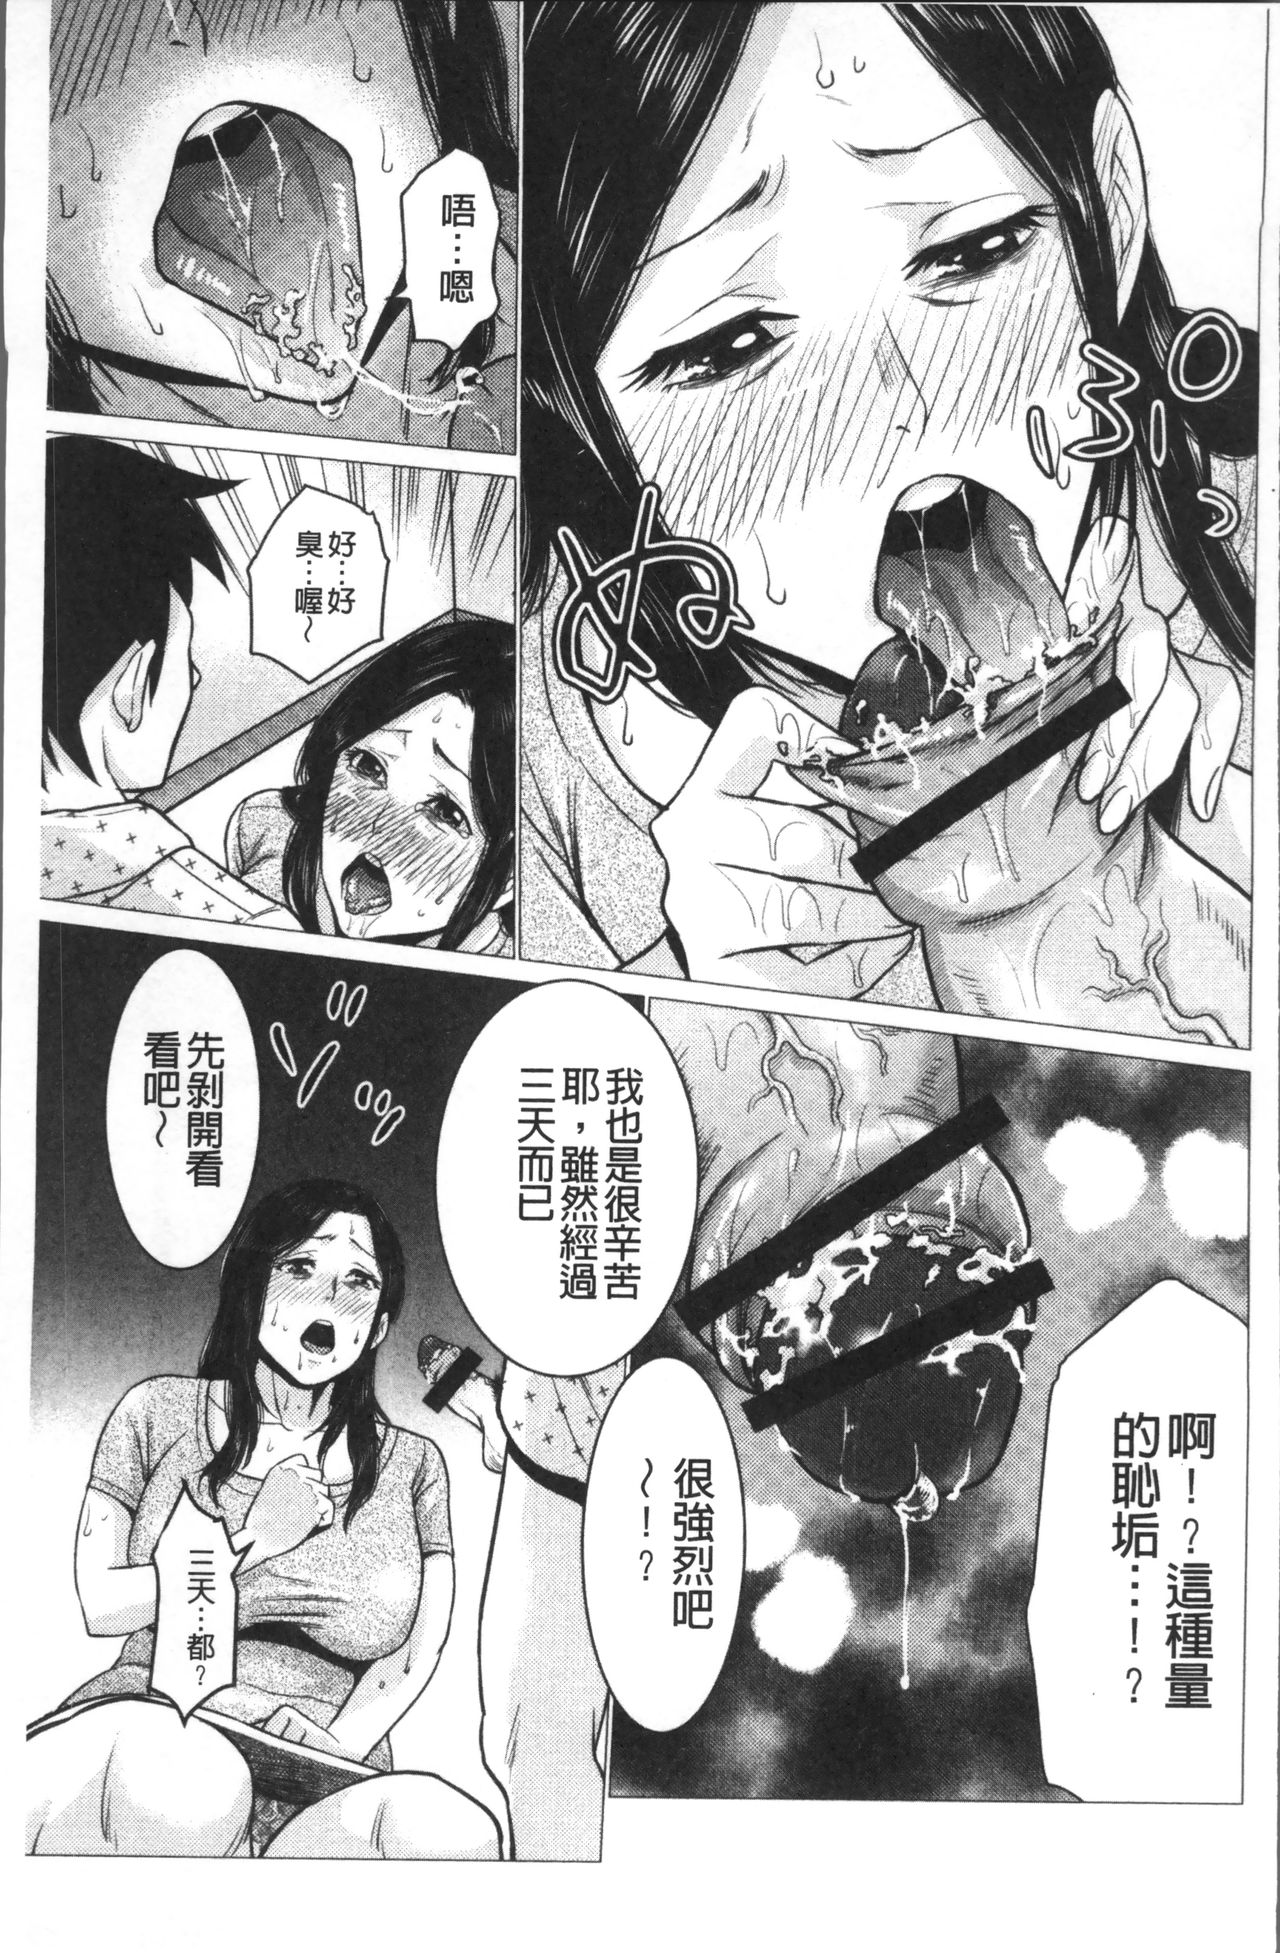 ぷ
ぬ
唔…嗯
好…好
臭…喔～
啊！？這種量
的恥垢…！？
很強烈吧
～！？
我也是很辛苦
耶，雖然經過
三天而已
先剝開看
看吧～
三天…都？